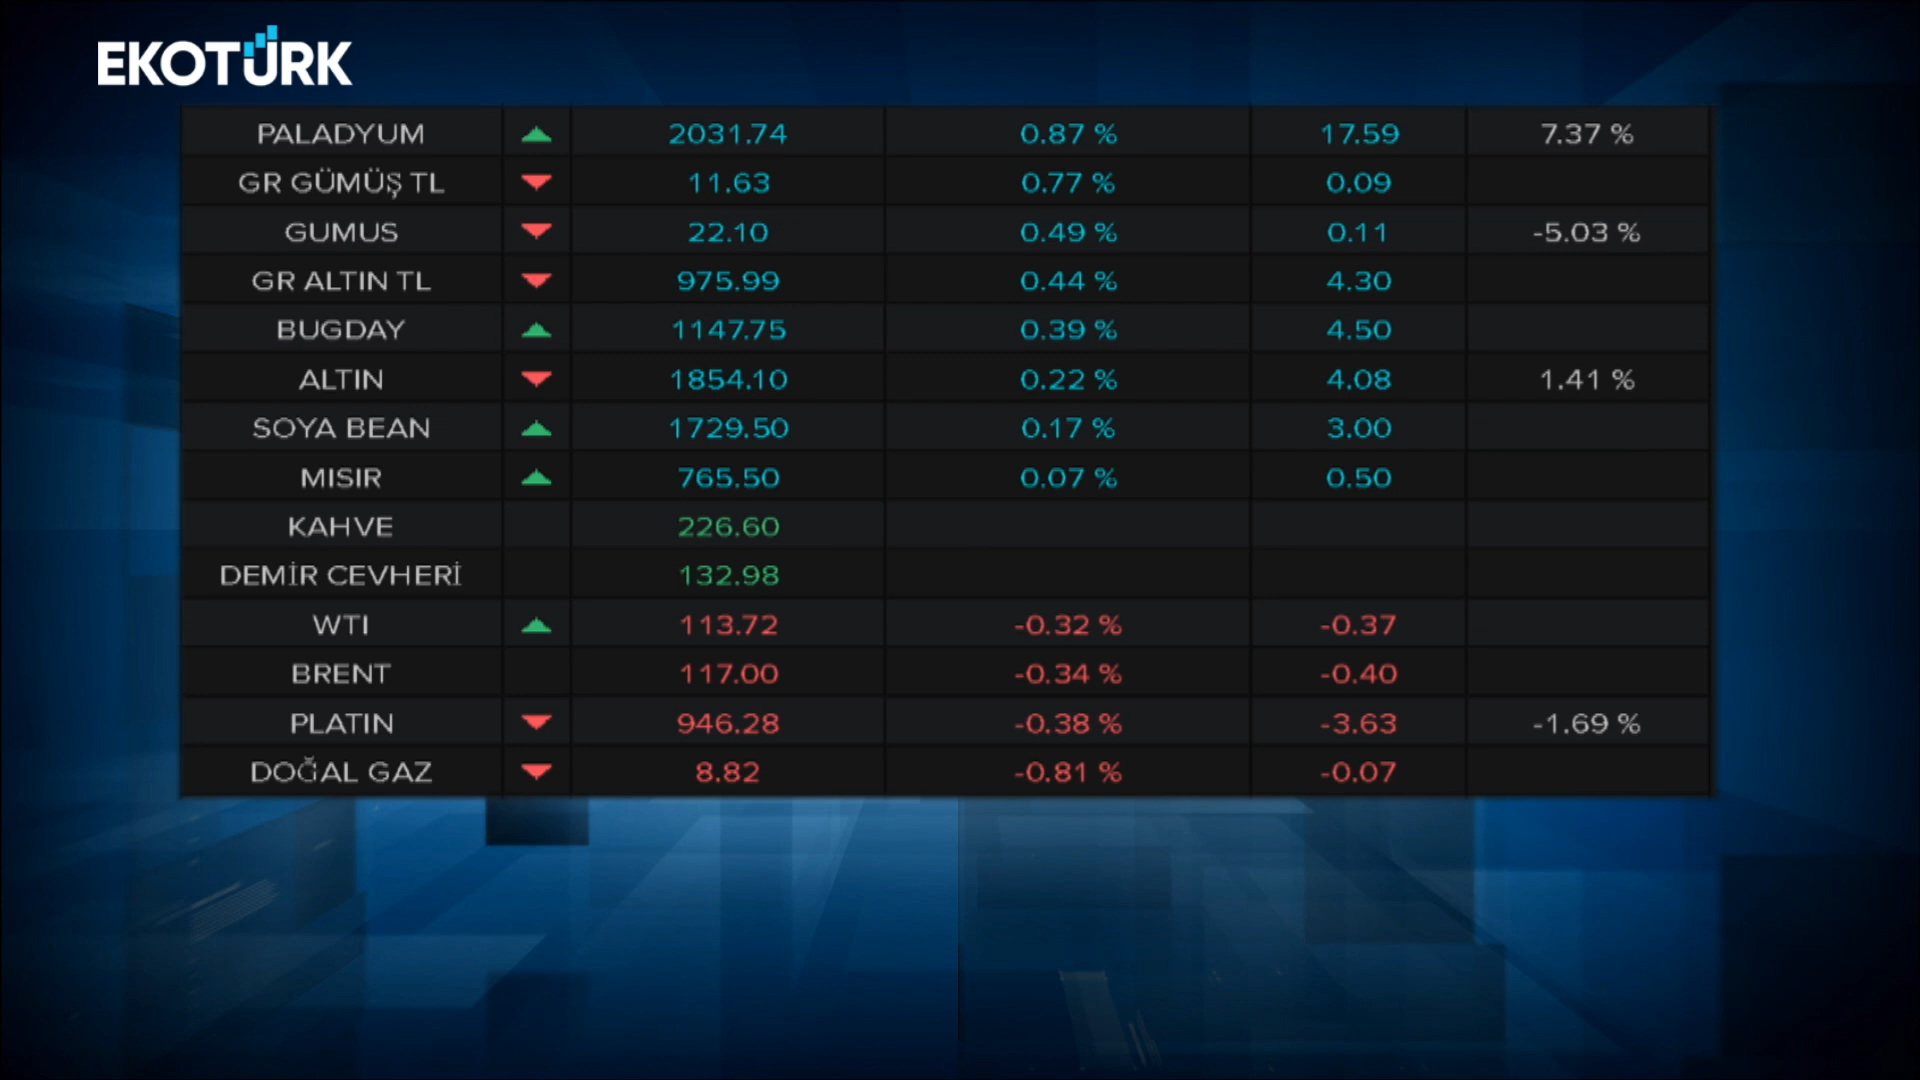 EKOTÜRK
PALADYUM 2031.74 0.87 % 17.59 7.37 %
GR GÜMÜŞ TL 11.63 0.77 % 0.09
GUMUS 22.10 0.49 % 0.11 -5.03 %
GR ALTIN TL 975.99 0.44 % 4.30
BUGDAY 1147.75 0.39 % 4.50
ALTIN 1854.10 0.22 % 4.08 1.41 %
SOYA BEAN 1729.50 0.17 % 3.00
MISIR 765.50 0.07 % 0.50
KAHVE 226.60
DEMİR CEVHERİ 132.98
WTI 113.72 -0.32 % -0.37
BRENT 117.00 -0.34 % -0.40
PLATIN 946.28 -0.38 % -3.63 -1.69 %
DOĞAL GAZ 8.82 -0.81 % -0.07